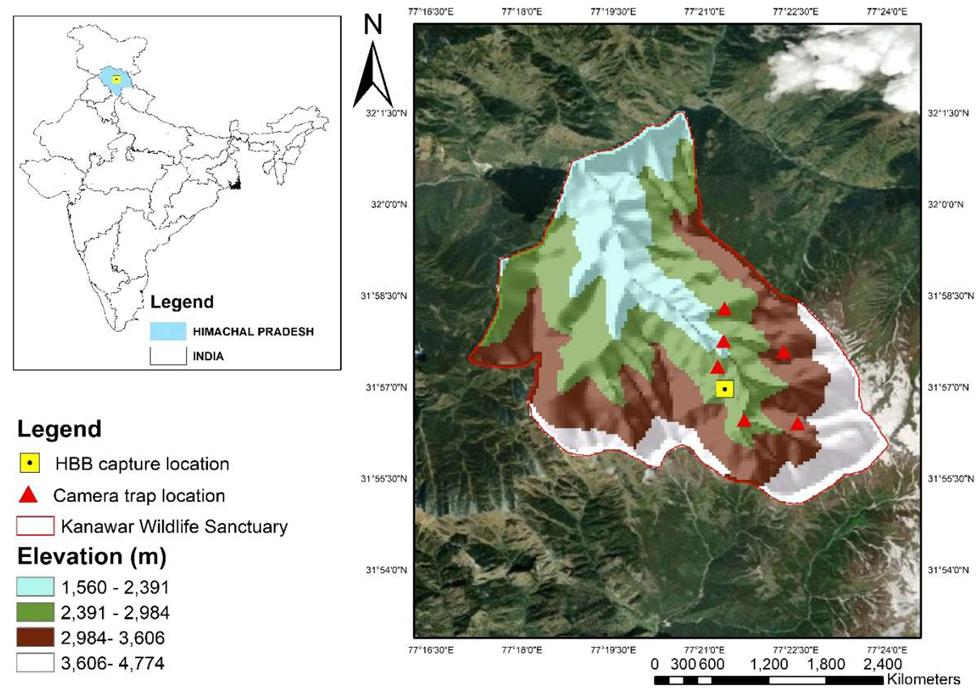 Legend
HIMACHAL PRADESH
INDIA
Legend
HBB capture location
Camera trap location
Kanawar Wildlife Sanctuary
Elevation (m)
1,560 - 2,391
2,391 - 2,984
2,984- 3,606
3,606- 4,774
N
77°16'30"E 77°18'0"E 77°19'30"E 77°21'0"E 77°22'30"E 77°24'0"E
32°1'30"N 32°1'30"N
32°0'0"N 32°0'0"N
31°58'30"N 31°58'30"N
31°57'0"N 31°57'0"N
31°55'30"N 31°55'30"N
31°54'0"N 31°54'0"N
77°16'30"E 77°18'0"E 77°19'30"E 77°21'0"E 77°22'30"E 77°24'0"E
0 300 600 1,200 1,800 2,400
Kilometers